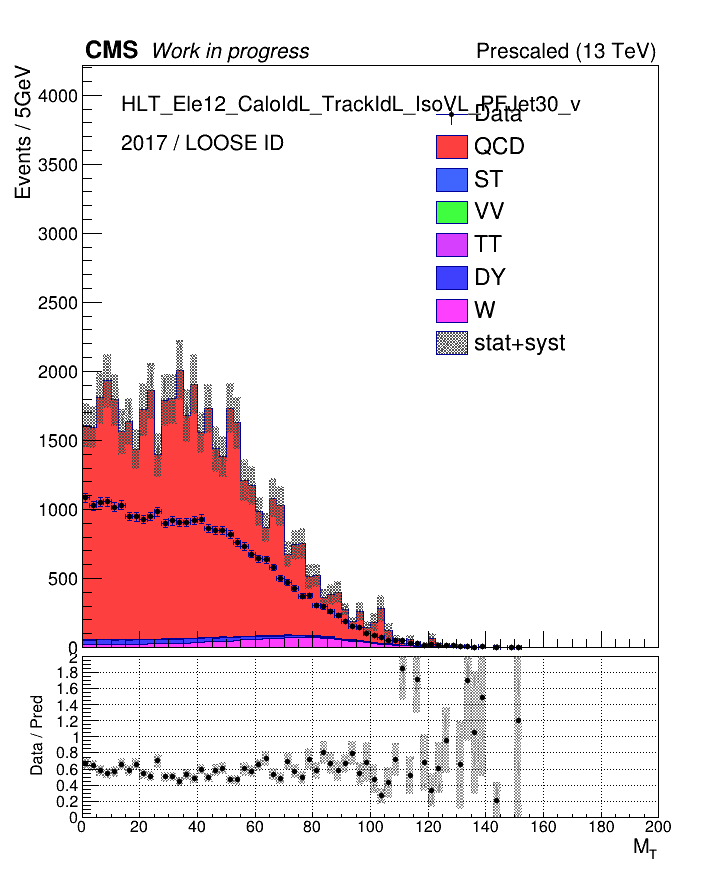 CMS Work in progress Prescaled (13 TeV)
Events / 5GeV
HLT_Ele12_CaloIdL_TrackIdL_IsoVL_PFJet30_v
2017 / LOOSE ID
Data
QCD
ST
VV
TT
DY
W
stat+syst
4000
3500
3000
2500
2000
1500
1000
500
0
Data / Pred
2
1.8
1.6
1.4
1.2
1
0.8
0.6
0.4
0.2
0
0 20 40 60 80 100 120 140 160 180 200
M_T